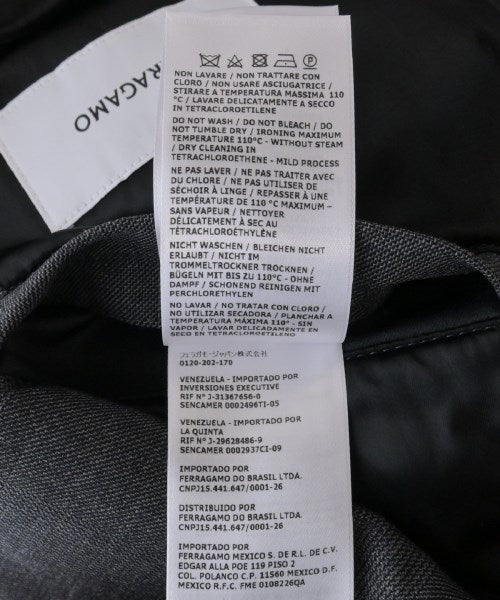 RRAGAMO
NON LAVARE / NON TRATTARE CON
CLORO / NON USARE ASCIUGATRICE /
STIRARE A TEMPERATURA MASSIMA 110
°C / LAVARE DELICATAMENTE A SECCO
IN TETRACLOROETILENE
DO NOT WASH / DO NOT BLEACH / DO
NOT TUMBLE DRY / IRONING MAXIMUM
TEMPERATURE 110°C - WITHOUT STEAM
/ DRY CLEANING IN
TETRACHLOROETHENE - MILD PROCESS
NE PAS LAVER / NE PAS TRAITER AVEC
DU CHLORE / NE PAS UTILISER DE
SÉCHOIR À LINGE / REPASSER À UNE
TEMPÉRATURE DE 110 °C MAXIMUM –
SANS VAPEUR / NETTOYER
DÉLICATEMENT À SEC AU
TÉTRACHLOROÉTHYLÈNE
NICHT WASCHEN / BLEICHEN NICHT
ERLAUBT / NICHT IM
TROMMELTROCKNER TROCKNEN /
BÜGELN MIT BIS ZU 110°C - OHNE
DAMPF / SCHONEND REINIGEN MIT
PERCHLORETHYLEN
NO LAVAR / NO TRATAR CON CLORO /
NO UTILIZAR SECADORA / PLANCHAR A
TEMPERATURA MÁXIMA 110° - SIN
VAPOR / LAVAR DELICADAMENTE EN
SECO EN TETRACLOROETILENO
フェラガモ・ジャパン株式会社
0120-202-170
VENEZUELA - IMPORTADO POR
INVERSIONES EXECUTIVE
RIF N° J-31367656-0
SENCAMER 0002496TI-05
VENEZUELA - IMPORTADO POR
LA QUINTA
RIF N° J-29628486-9
SENCAMER 0002937CI-09
IMPORTADO POR
FERRAGAMO DO BRASIL LTDA.
CNPJ15.441.647/0001-26
DISTRIBUIDO POR
FERRAGAMO DO BRASIL LTDA.
CNPJ15.441.647/0001-26
IMPORTADO POR
FERRAGAMO MEXICO S. DE R.L. DE C.V.
EDGAR ALLA POE 119 PISO 2
COL. POLANCO C.P. 11560 MEXICO D.F.
MEXICO R.F.C. FME 0108226QA